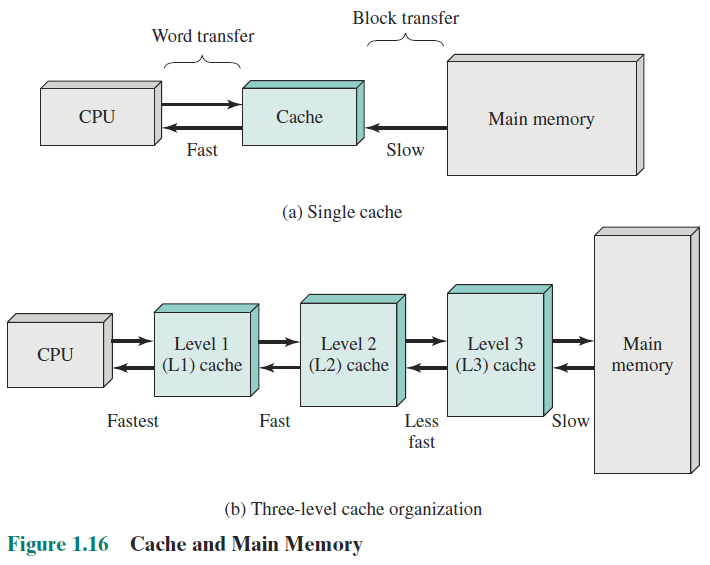 Block transfer
Word transfer
CPU
Cache
Main memory
Fast
Slow
(a) Single cache
CPU
Level 1
(L1) cache
Level 2
(L2) cache
Level 3
(L3) cache
Main
memory
Fastest
Fast
Less
fast
Slow
(b) Three-level cache organization
Figure 1.16 Cache and Main Memory